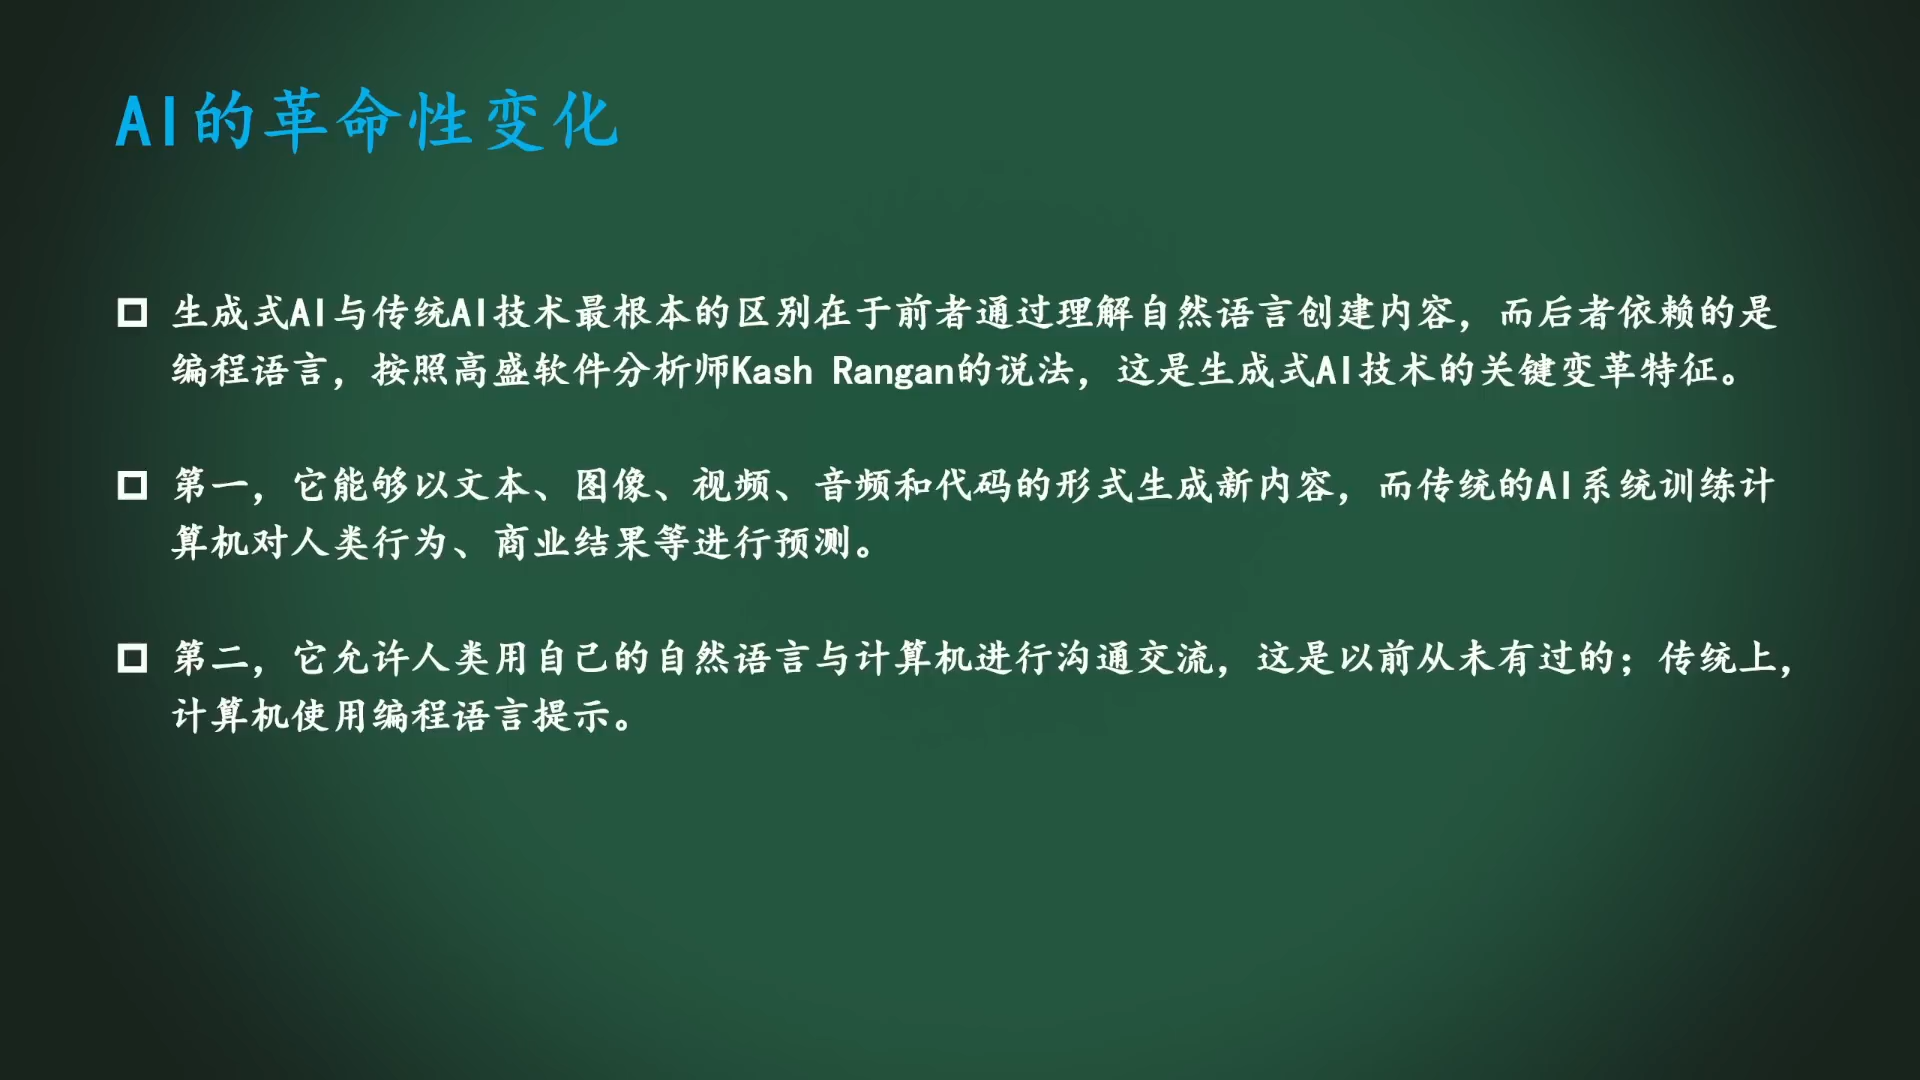 AI的革命性变化
生成式AI与传统AI技术最根本的区别在于前者通过理解自然语言创建内容，而后者依赖的是
编程语言，按照高盛软件分析师Kash Rangan的说法，这是生成式AI技术的关键变革特征。
第一，它能够以文本、图像、视频、音频和代码的形式生成新内容，而传统的AI系统训练计
算机对人类行为、商业结果等进行预测。
第二，它允许人类用自己的自然语言与计算机进行沟通交流，这是以前从未有过的；传统上，
计算机使用编程语言提示。